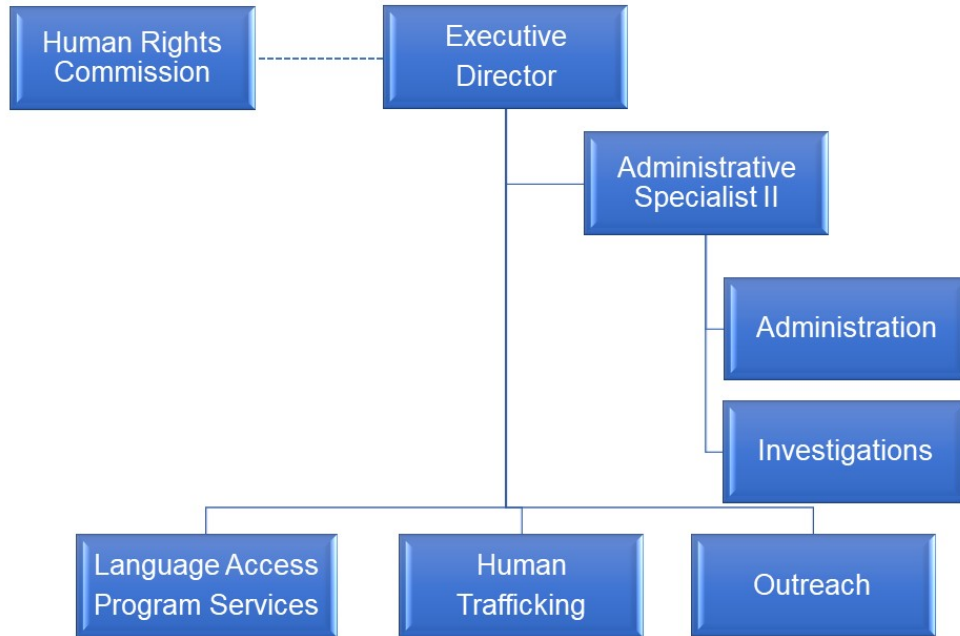 Human Rights
Commission
Executive
Director
Administrative
Specialist II
Administration
Investigations
Language Access
Program Services
Human
Trafficking
Outreach